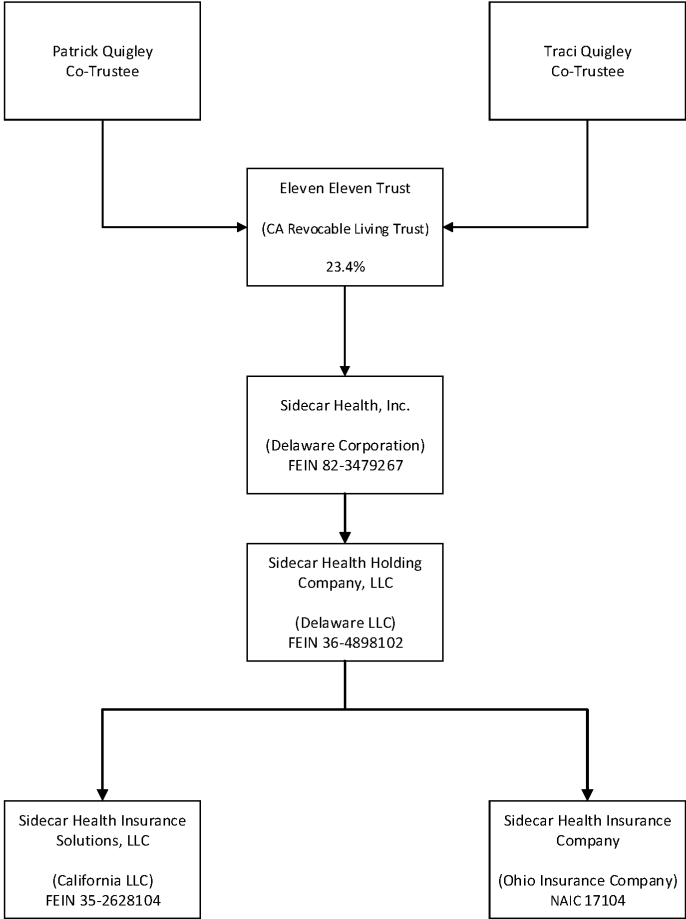 Patrick Quigley
Co-Trustee
Traci Quigley
Co-Trustee
Eleven Eleven Trust
(CA Revocable Living Trust)
23.4%
Sidecar Health, Inc.
(Delaware Corporation)
FEIN 82-3479267
Sidecar Health Holding
Company, LLC
(Delaware LLC)
FEIN 36-4898102
Sidecar Health Insurance
Solutions, LLC
(California LLC)
FEIN 35-2628104
Sidecar Health Insurance
Company
(Ohio Insurance Company)
NAIC 17104